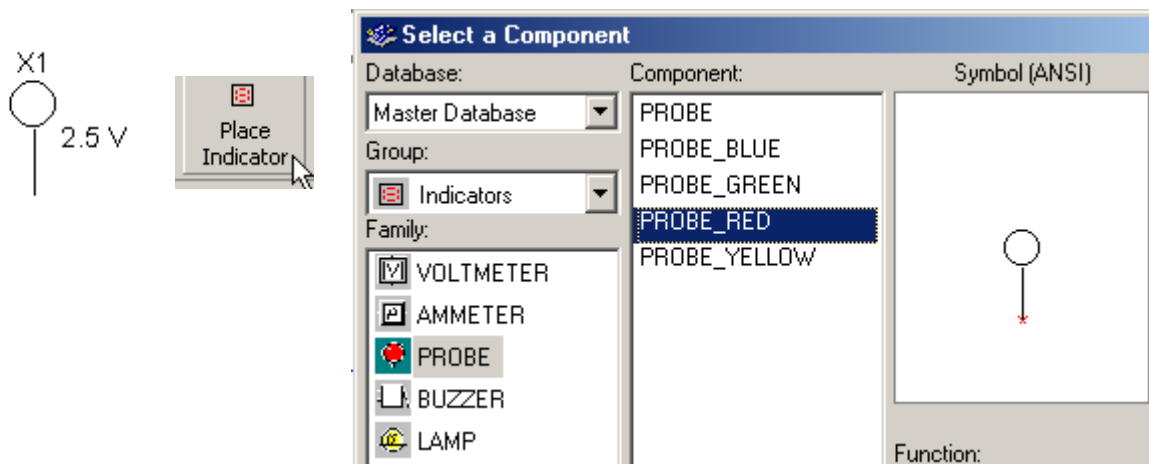 X1
2.5 V
Place
Indicator
Select a Component
Database:
Master Database
Group:
Indicators
Family:
VOLTMETER
AMMETER
PROBE
BUZZER
LAMP
Component:
PROBE
PROBE_BLUE
PROBE_GREEN
PROBE_RED
PROBE_YELLOW
Symbol (ANSI)
Function: